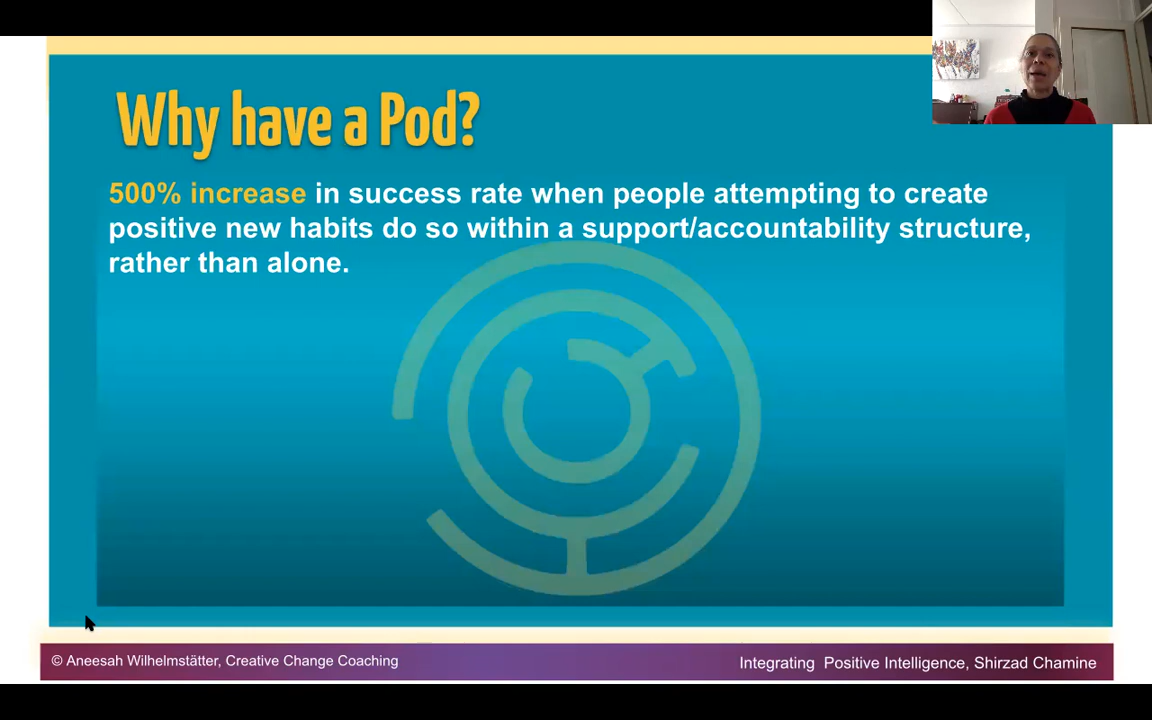 Why have a Pod?
500% increase in success rate when people attempting to create
positive new habits do so within a support/accountability structure,
rather than alone.
© Aneesah Wilhelmstätter, Creative Change Coaching
Integrating Positive Intelligence, Shirzad Chamine